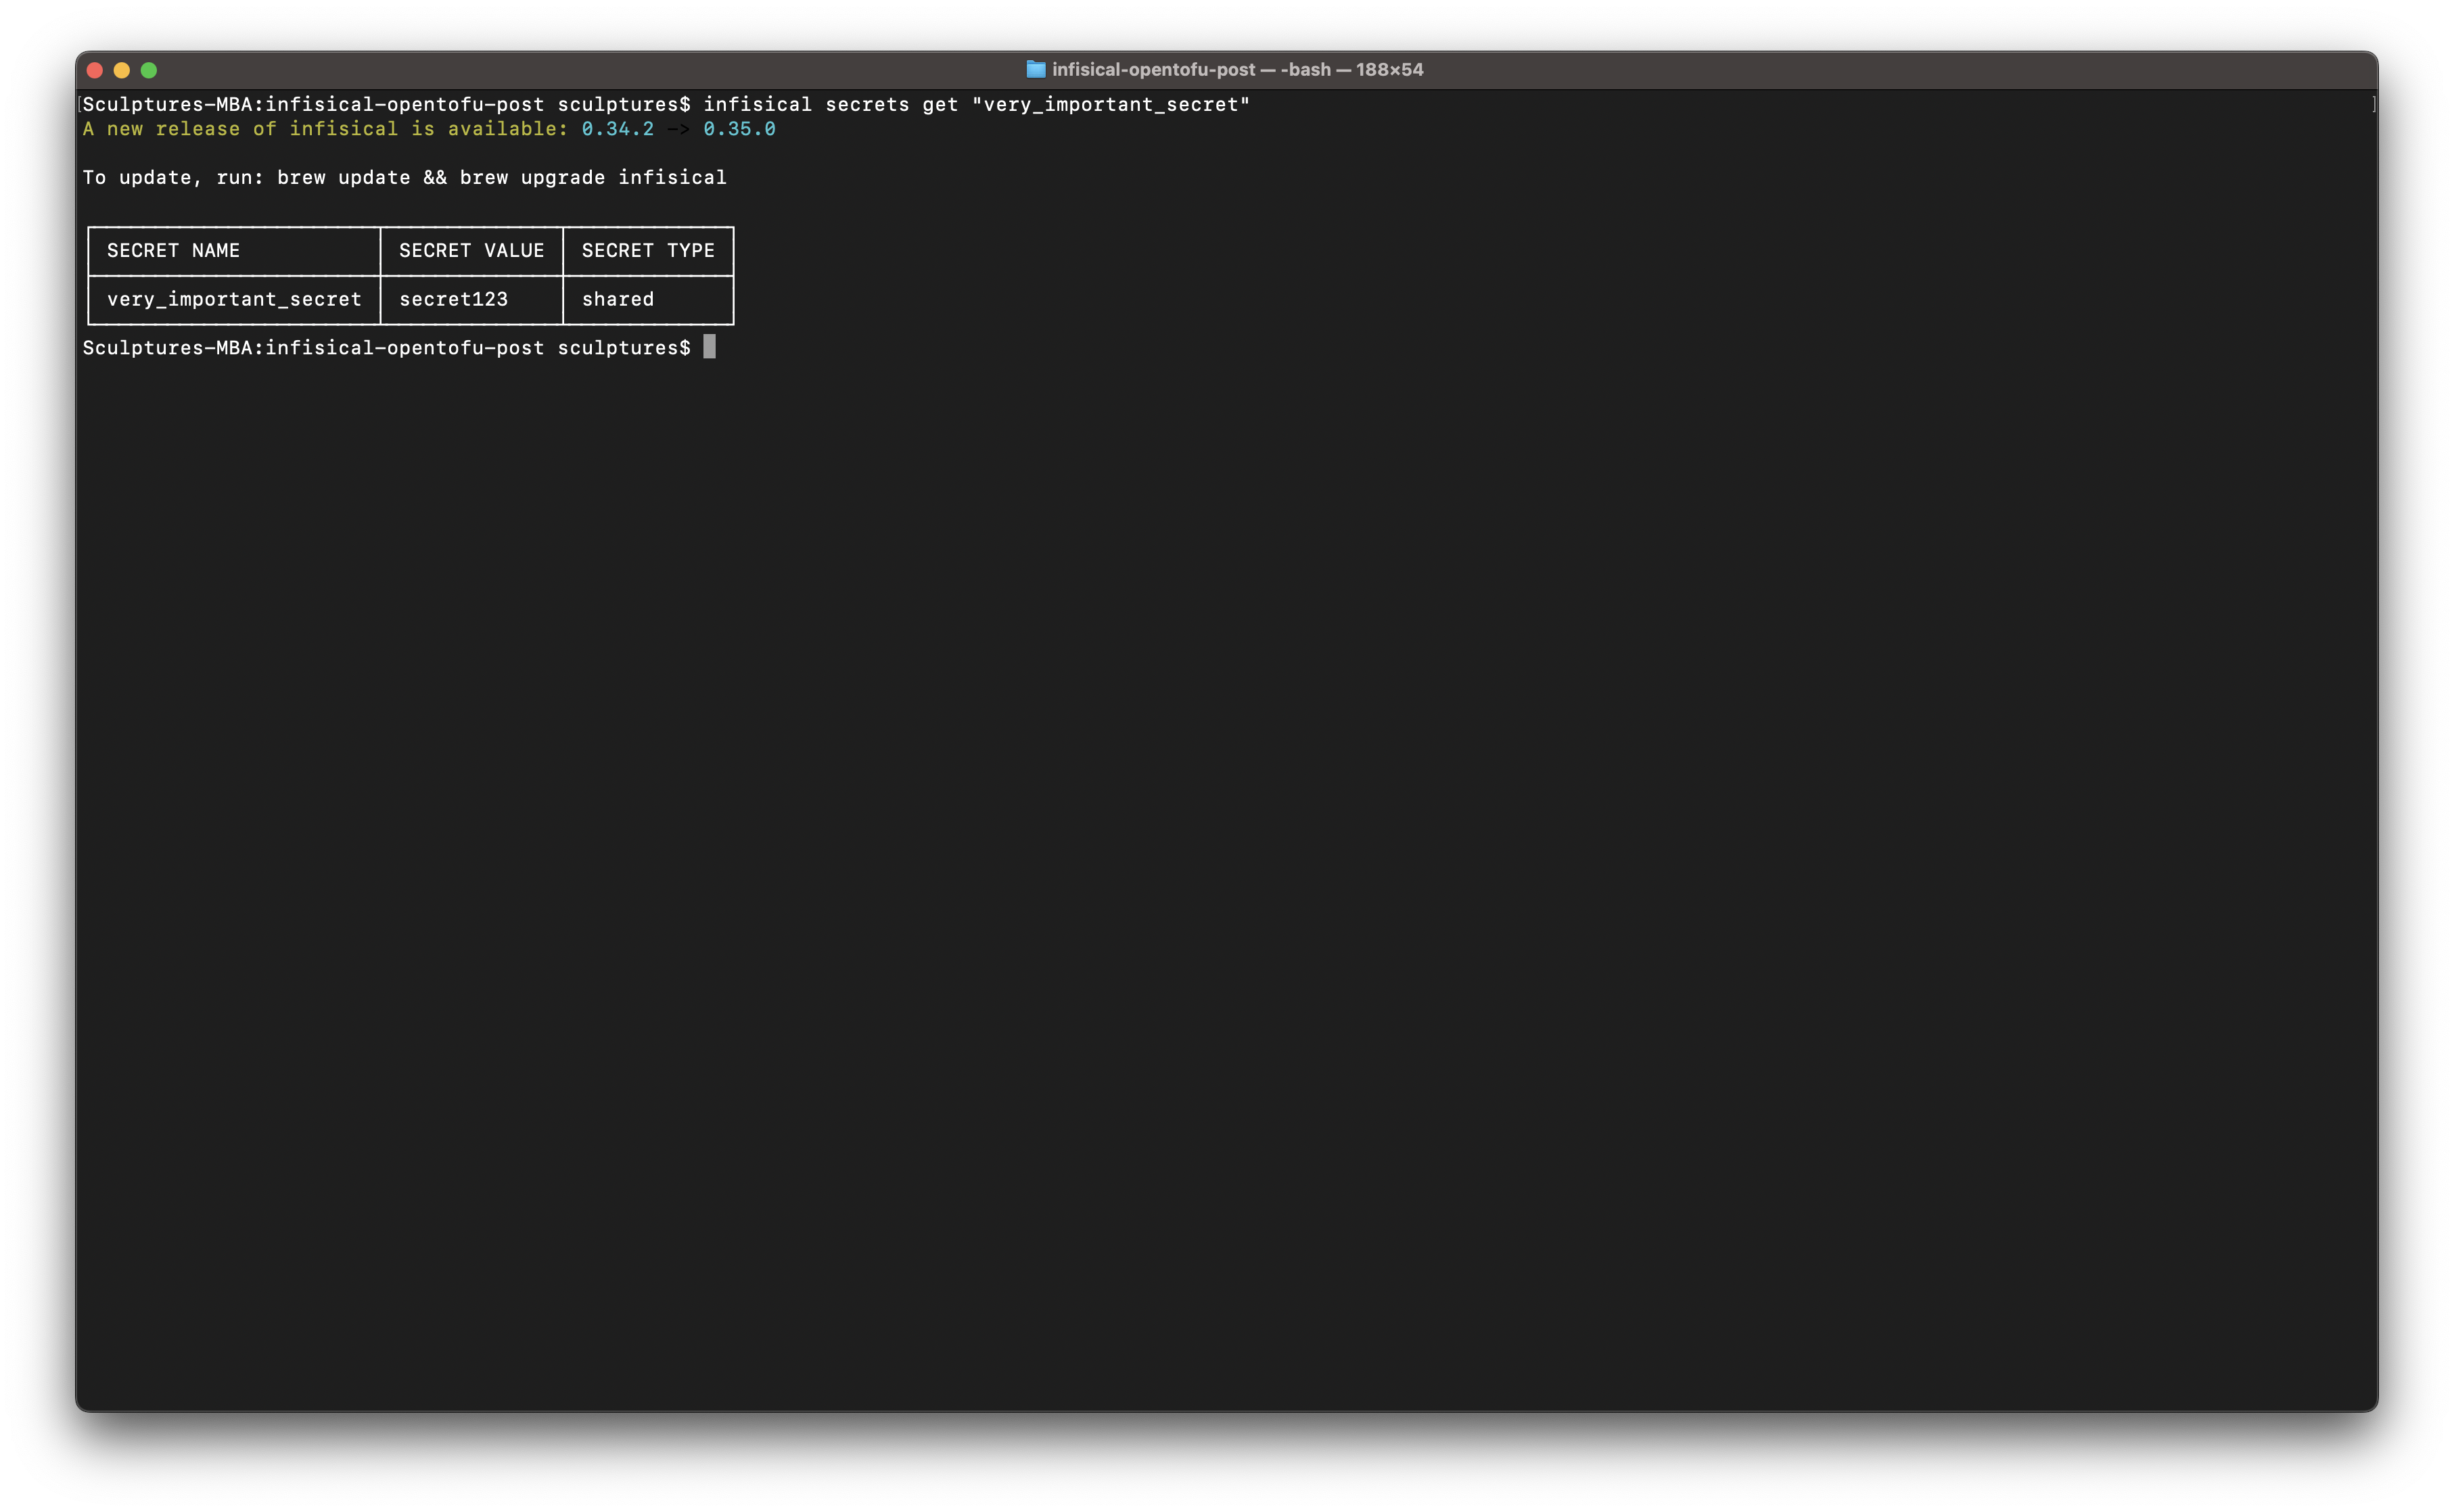 infisical-opentofu-post — -bash — 188×54
[Sculptures-MBA:infisical-opentofu-post sculptures$ infisical secrets get "very_important_secret" ]
A new release of infisical is available: 0.34.2 -> 0.35.0
To update, run: brew update && brew upgrade infisical
SECRET NAME SECRET VALUE SECRET TYPE
very_important_secret secret123 shared
Sculptures-MBA:infisical-opentofu-post sculptures$